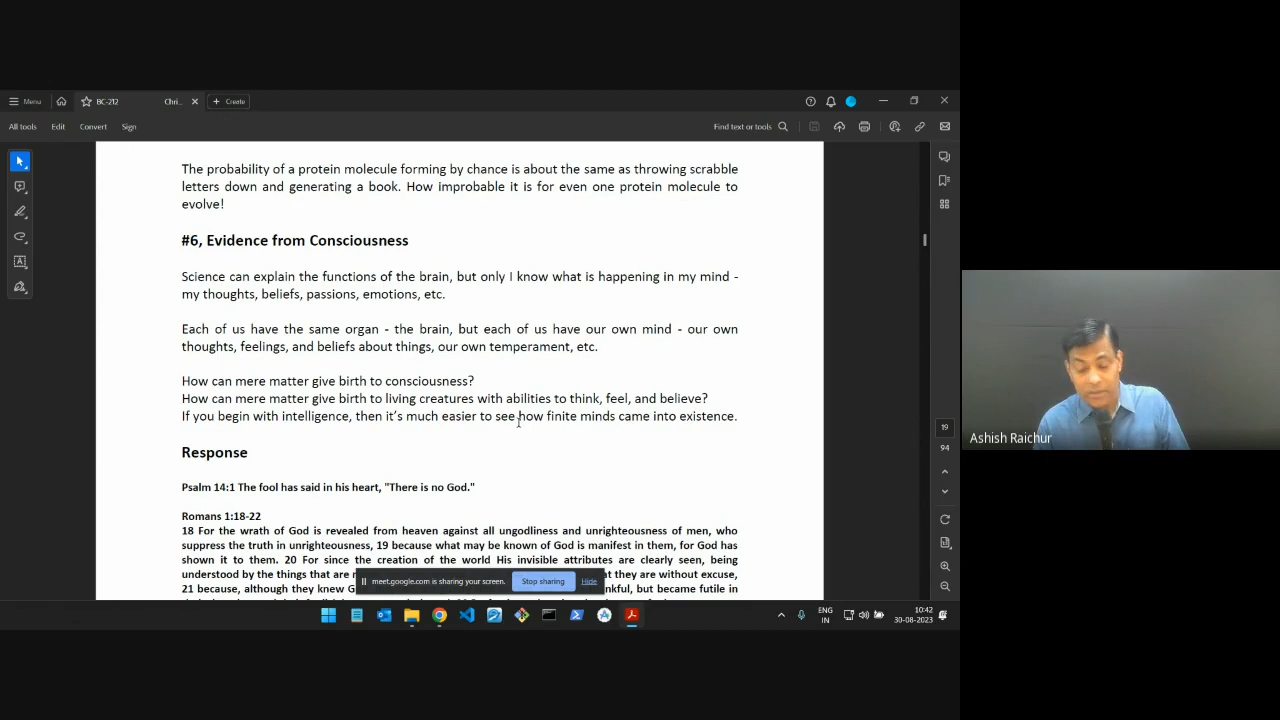 Menu
BC-212
Chri...
Create
All tools
Edit
Convert
Sign
Find text or tools
The probability of a protein molecule forming by chance is about the same as throwing scrabble
letters down and generating a book. How improbable it is for even one protein molecule to
evolve!
#6, Evidence from Consciousness
Science can explain the functions of the brain, but only I know what is happening in my mind -
my thoughts, beliefs, passions, emotions, etc.
Each of us have the same organ - the brain, but each of us have our own mind - our own
thoughts, feelings, and beliefs about things, our own temperament, etc.
How can mere matter give birth to consciousness?
How can mere matter give birth to living creatures with abilities to think, feel, and believe?
If you begin with intelligence, then it's much easier to see how finite minds came into existence.
Response
Psalm 14:1 The fool has said in his heart, "There is no God."
Romans 1:18-22
18 For the wrath of God is revealed from heaven against all ungodliness and unrighteousness of men, who
suppress the truth in unrighteousness, 19 because what may be known of God is manifest in them, for God has
shown it to them. 20 For since the creation of the world His invisible attributes are clearly seen, being
understood by the things that are at they are without excuse,
21 because, although they knew nkful, but became futile in
meet.google.com is sharing your screen.
Stop sharing
Hide
19
94
ENG
IN
10:42
30-08-2023
Ashish Raichur